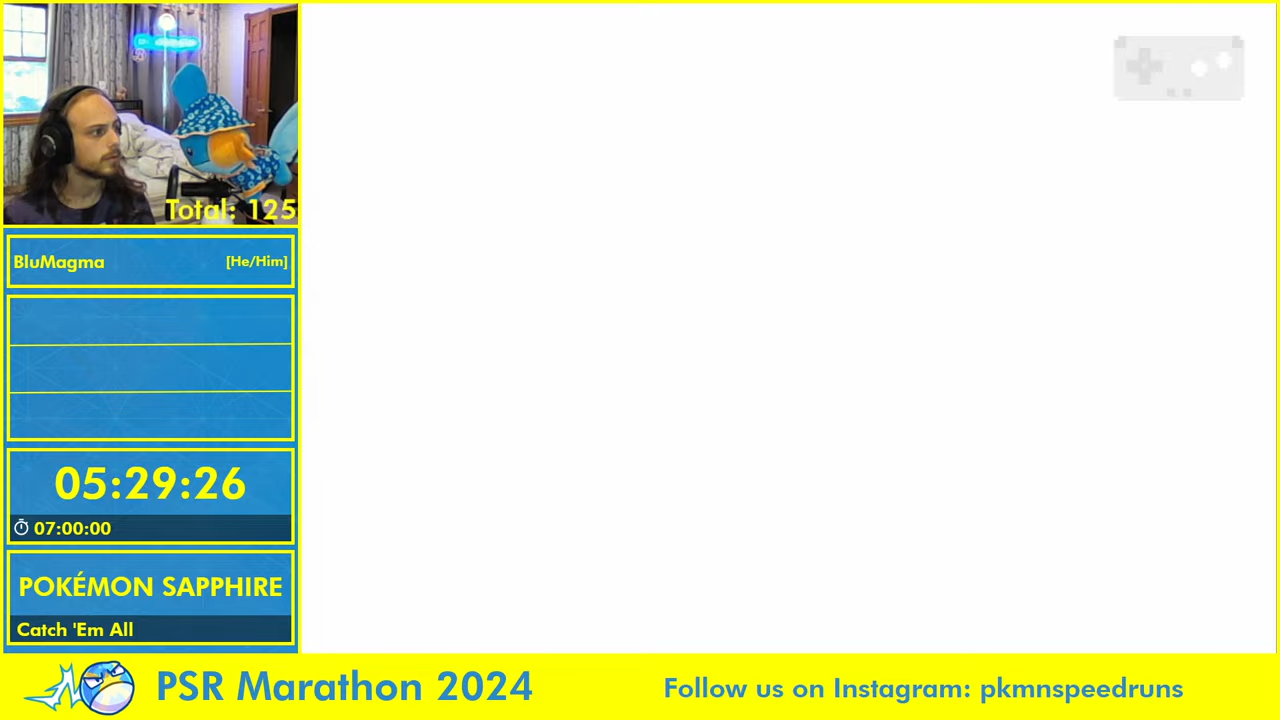 Total: 125
BluMagma [He/Him]
05:29:26
07:00:00
POKÉMON SAPPHIRE
Catch 'Em All
PSR Marathon 2024
Follow us on Instagram: pkmnspeedruns